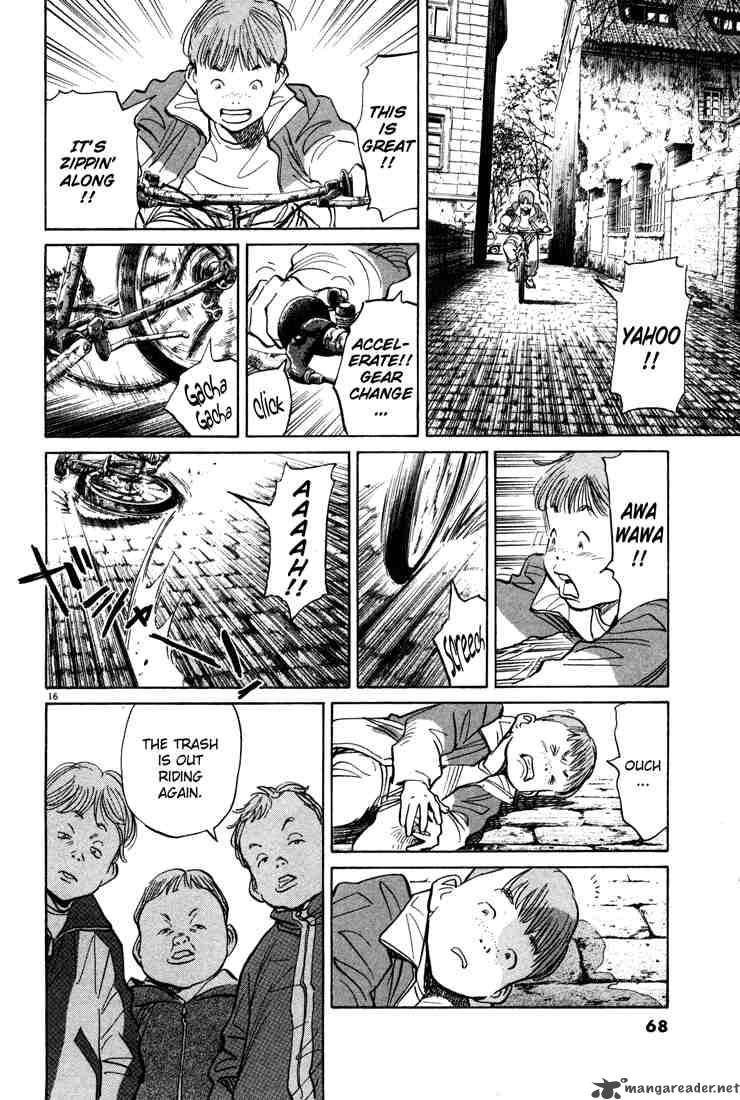 YAHOO
!!
THIS
IS
GREAT
!!
IT'S
ZIPPIN'
ALONG
!!
ACCEL-
ERATE!!
GEAR
CHANGE
...
click
Gacha
Gacha
AWA
WAWA
!!
screech
AAAAH!!
16
OUCH
...
THE TRASH
IS OUT
RIDING
AGAIN.
68
mangareader.net